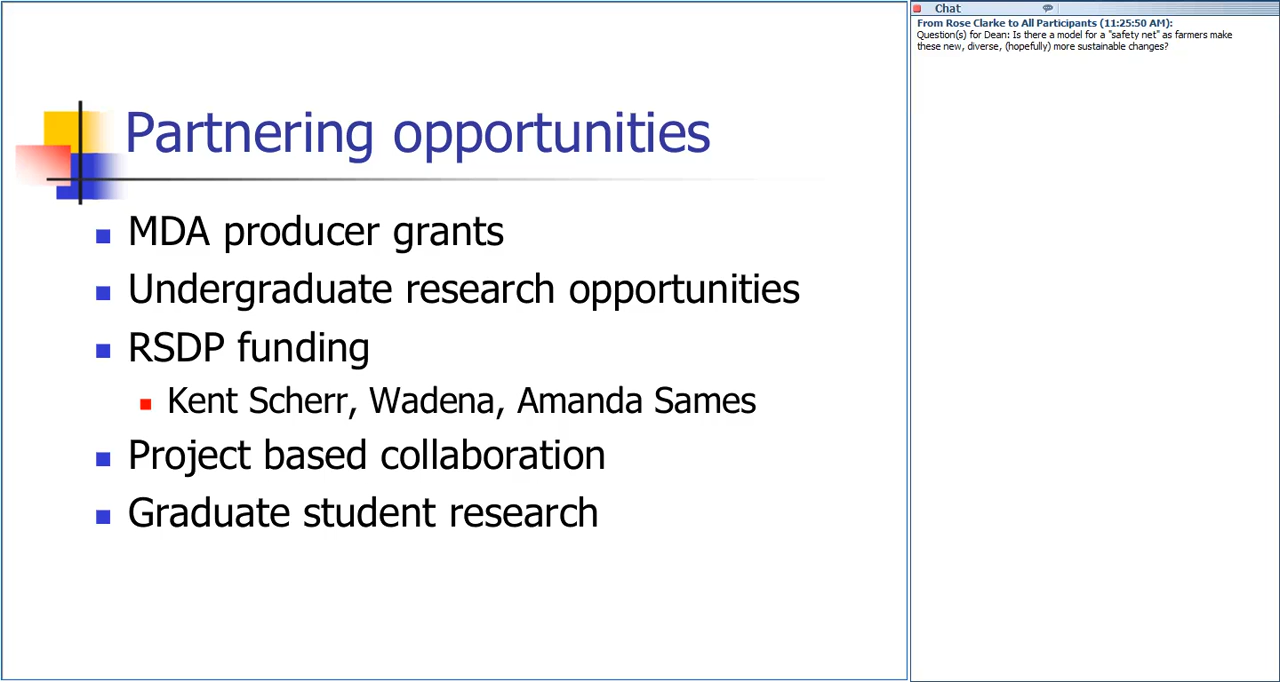 Partnering opportunities
MDA producer grants
Undergraduate research opportunities
RSDP funding
Kent Scherr, Wadena, Amanda Sames
Project based collaboration
Graduate student research
Chat
From Rose Clarke to All Participants (11:25:50 AM):
Question(s) for Dean: Is there a model for a "safety net" as farmers make
these new, diverse, (hopefully) more sustainable changes?